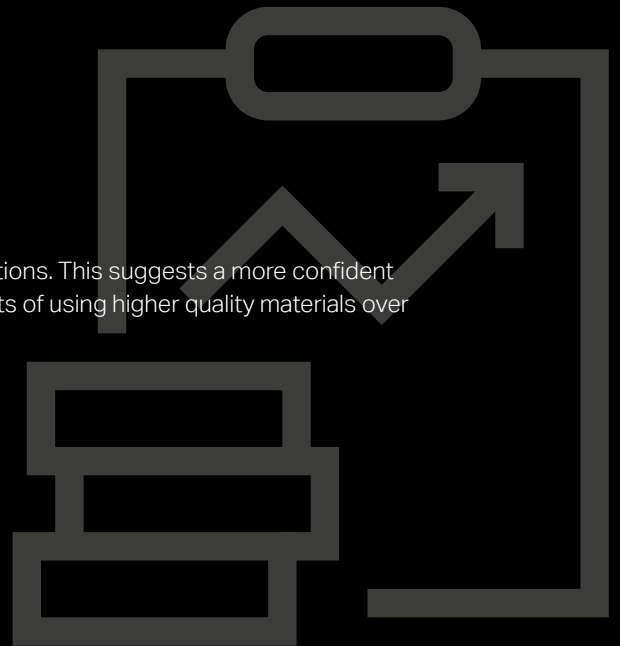 tions. This suggests a more confident
ts of using higher quality materials over